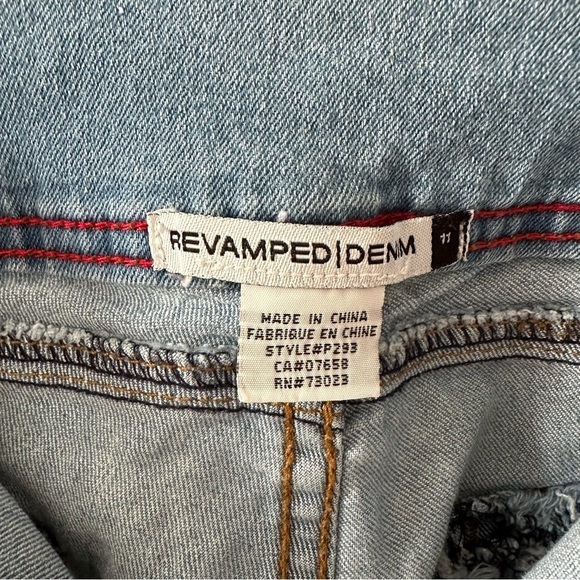 REVAMPED|DENIM 11
MADE IN CHINA
FABRIQUE EN CHINE
STYLE#P293
CA#07658
RN#73023